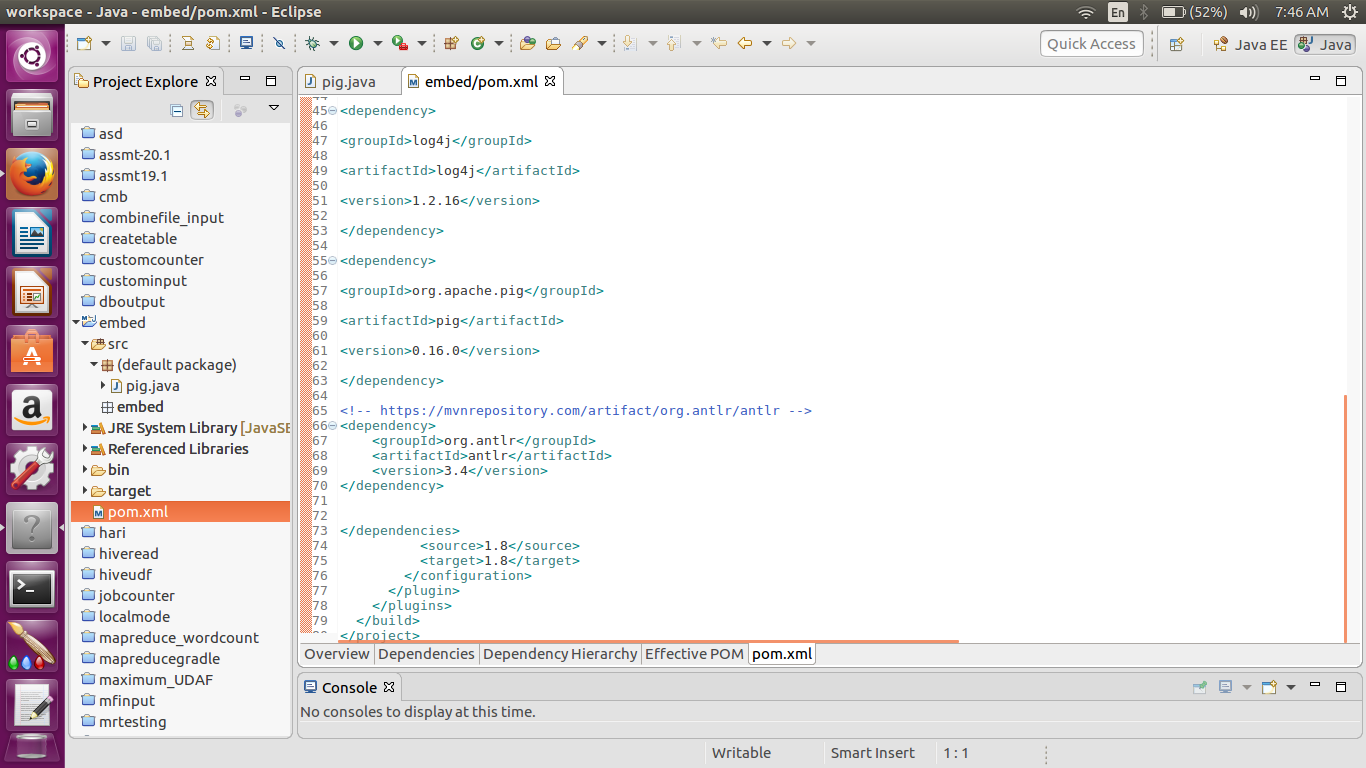 workspace - Java - embed/pom.xml - Eclipse
En
(52%)
7:46 AM
Quick Access
Java EE
Java
Project Explore
asd
assmt-20.1
assmt19.1
cmb
combinefile_input
createtable
customcounter
custominput
dboutput
embed
src
(default package)
pig.java
embed
JRE System Library [JavaSE
Referenced Libraries
bin
target
pom.xml
hari
hiveread
hiveudf
jobcounter
localmode
mapreduce_wordcount
mapreducegradle
maximum_UDAF
mfinput
mrtesting
pig.java
embed/pom.xml
44
45 <dependency>
46
47 <groupId>log4j</groupId>
48
49 <artifactId>log4j</artifactId>
50
51 <version>1.2.16</version>
52
53 </dependency>
54
55 <dependency>
56
57 <groupId>org.apache.pig</groupId>
58
59 <artifactId>pig</artifactId>
60
61 <version>0.16.0</version>
62
63 </dependency>
64
65 <!-- https://mvnrepository.com/artifact/org.antlr/antlr -->
66 <dependency>
67     <groupId>org.antlr</groupId>
68     <artifactId>antlr</artifactId>
69     <version>3.4</version>
70 </dependency>
71
72
73 </dependencies>
74           <source>1.8</source>
75           <target>1.8</target>
76         </configuration>
77       </plugin>
78     </plugins>
79   </build>
80 </project>
Overview
Dependencies
Dependency Hierarchy
Effective POM
pom.xml
Console
No consoles to display at this time.
Writable
Smart Insert
1 : 1